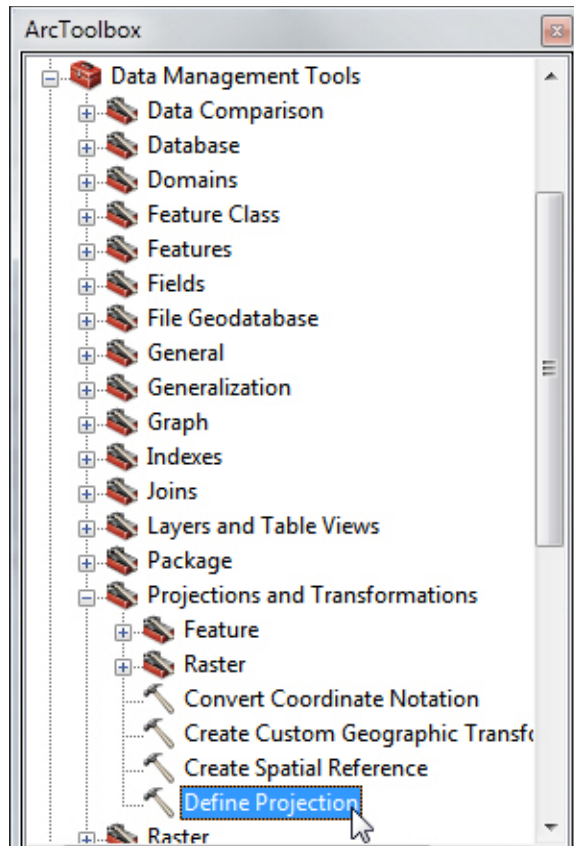 ArcToolbox
Data Management Tools
Data Comparison
Database
Domains
Feature Class
Features
Fields
File Geodatabase
General
Generalization
Graph
Indexes
Joins
Layers and Table Views
Package
Projections and Transformations
Feature
Raster
Convert Coordinate Notation
Create Custom Geographic Transfo
Create Spatial Reference
Define Projection
Raster